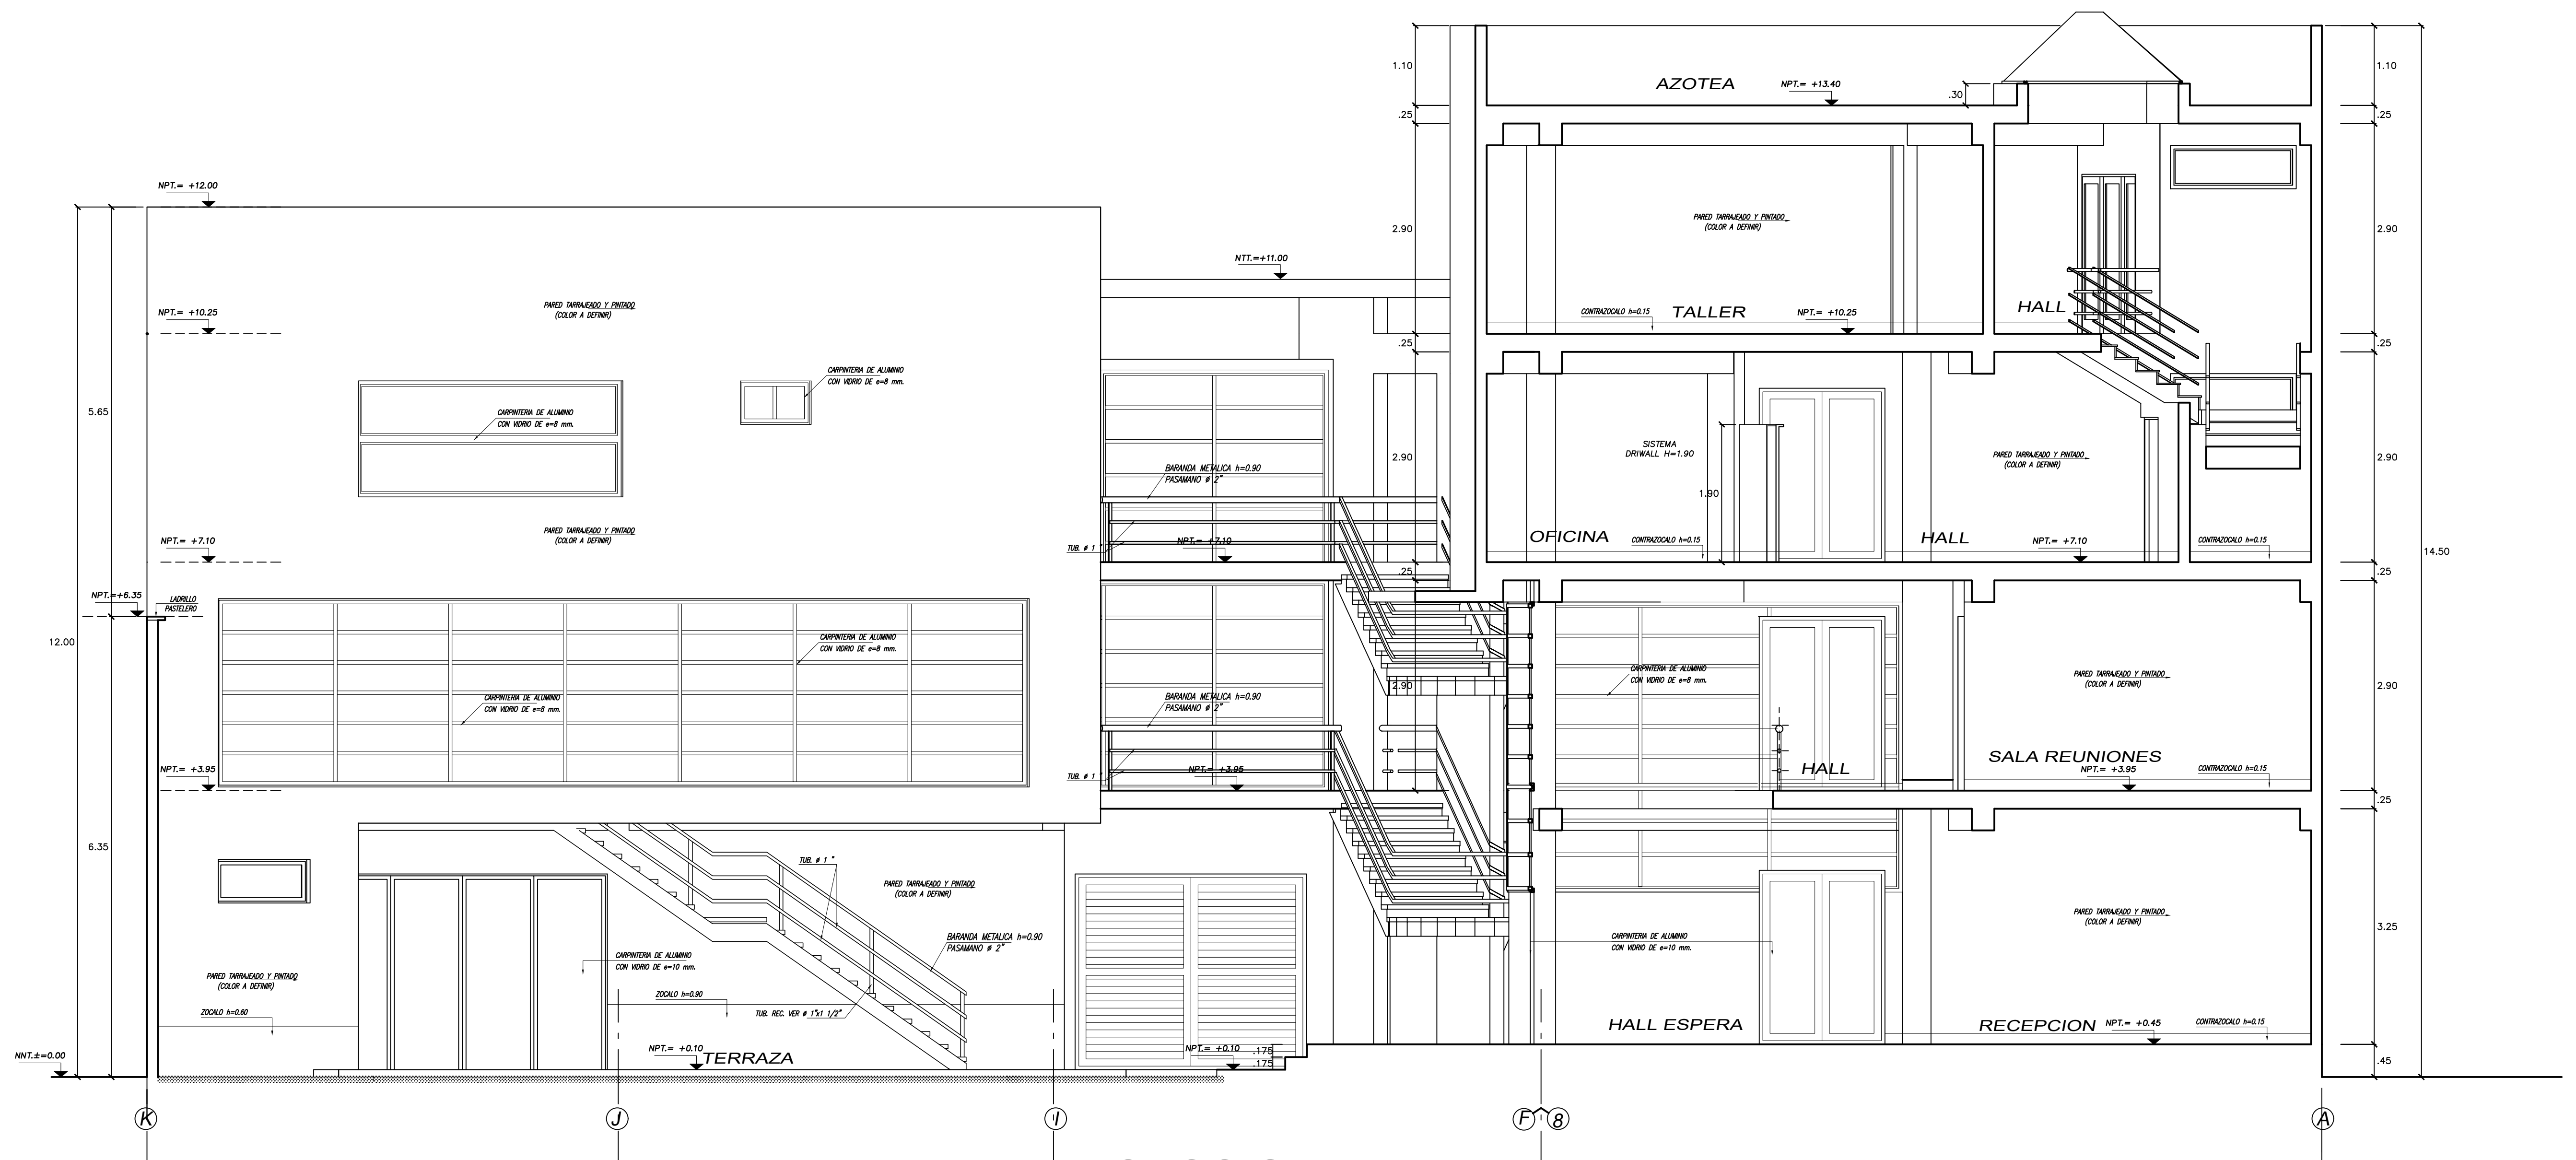 1.10
AZOTEA
NPT.= +13.40
.30
1.10
.25
.25
NPT.= +12.00
2.90
PARED TARRAJEADO Y PINTADO
(COLOR A DEFINIR)
2.90
NTT.=+11.00
NPT.= +10.25
PARED TARRAJEADO Y PINTADO
(COLOR A DEFINIR)
CONTRAZOCALO h=0.15
TALLER
NPT.= +10.25
HALL
.25
.25
CARPINTERIA DE ALUMINIO
CON VIDRIO DE e=8 mm.
5.65
CARPINTERIA DE ALUMINIO
CON VIDRIO DE e=8 mm.
SISTEMA
DRIWALL H=1.90
PARED TARRAJEADO Y PINTADO
(COLOR A DEFINIR)
2.90
2.90
BARANDA METALICA h=0.90
PASAMANO ø 2"
1.90
PARED TARRAJEADO Y PINTADO
(COLOR A DEFINIR)
NPT.= +7.10
TUB. ø 1 "
NPT.= +7.10
OFICINA
CONTRAZOCALO h=0.15
HALL
NPT.= +7.10
CONTRAZOCALO h=0.15
14.50
.25
.25
NPT.=+6.35
LADRILLO
PASTELERO
12.00
CARPINTERIA DE ALUMINIO
CON VIDRIO DE e=8 mm.
CARPINTERIA DE ALUMINIO
CON VIDRIO DE e=8 mm.
PARED TARRAJEADO Y PINTADO
(COLOR A DEFINIR)
2.90
2.90
CARPINTERIA DE ALUMINIO
CON VIDRIO DE e=8 mm.
BARANDA METALICA h=0.90
PASAMANO ø 2"
NPT.= +3.95
TUB. ø 1 "
NPT.= +3.95
HALL
SALA REUNIONES
NPT.= +3.95
CONTRAZOCALO h=0.15
.25
6.35
TUB. ø 1 "
PARED TARRAJEADO Y PINTADO
(COLOR A DEFINIR)
PARED TARRAJEADO Y PINTADO
(COLOR A DEFINIR)
3.25
BARANDA METALICA h=0.90
PASAMANO ø 2"
CARPINTERIA DE ALUMINIO
CON VIDRIO DE e=10 mm.
CARPINTERIA DE ALUMINIO
CON VIDRIO DE e=10 mm.
PARED TARRAJEADO Y PINTADO
(COLOR A DEFINIR)
ZOCALO h=0.60
ZOCALO h=0.90
TUB. REC. VER ø 1"x1 1/2"
HALL ESPERA
RECEPCION
NPT.= +0.45
CONTRAZOCALO h=0.15
NNT.±=0.00
NPT.= +0.10
TERRAZA
NPT.= +0.10
.175
.175
.45
K
J
I
F
8
A